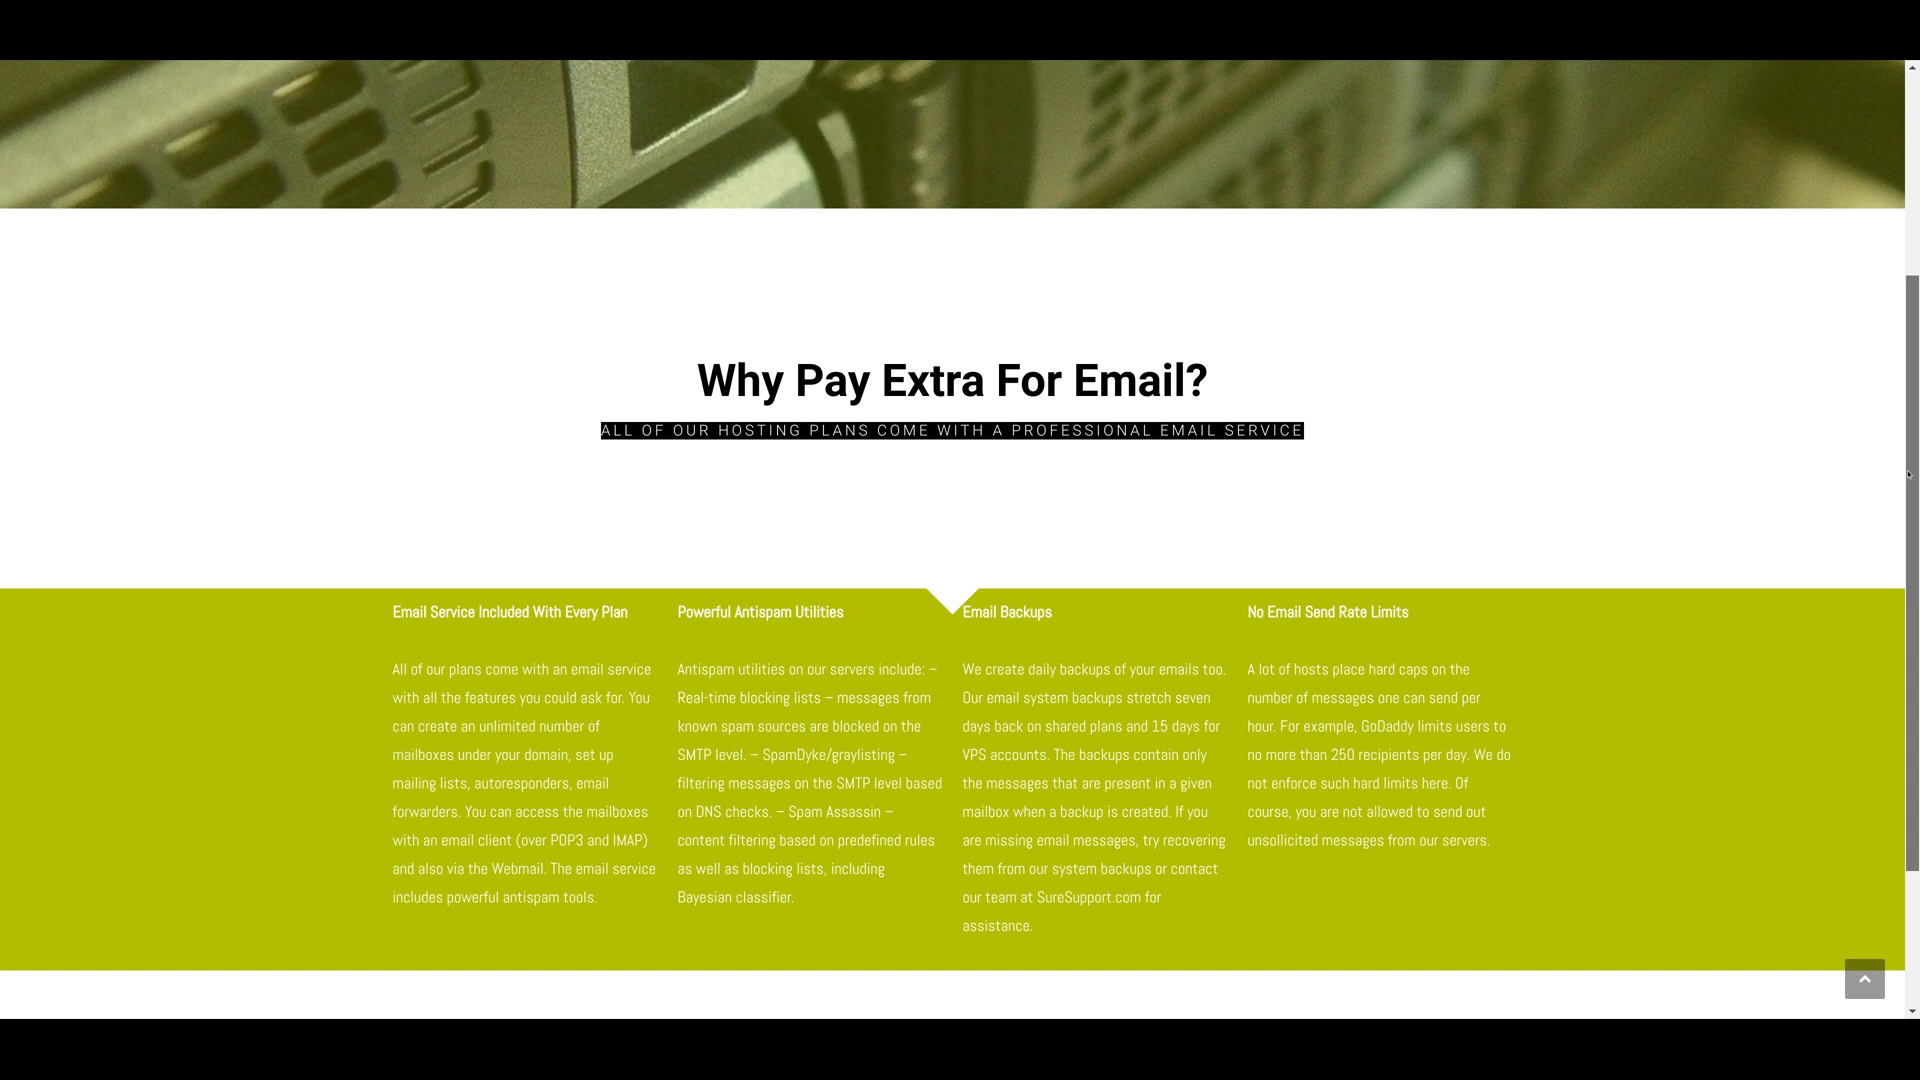 Why Pay Extra For Email?
ALL OF OUR HOSTING PLANS COME WITH A PROFESSIONAL EMAIL SERVICE
Email Service Included With Every Plan
All of our plans come with an email service
with all the features you could ask for. You
can create an unlimited number of
mailboxes under your domain, set up
mailing lists, autoresponders, email
forwarders. You can access the mailboxes
with an email client (over POP3 and IMAP)
and also via the Webmail. The email service
includes powerful antispam tools.
Powerful Antispam Utilities
Antispam utilities on our servers include: –
Real-time blocking lists – messages from
known spam sources are blocked on the
SMTP level. – SpamDyke/graylisting –
filtering messages on the SMTP level based
on DNS checks. – Spam Assassin –
content filtering based on predefined rules
as well as blocking lists, including
Bayesian classifier.
Email Backups
We create daily backups of your emails too.
Our email system backups stretch seven
days back on shared plans and 15 days for
VPS accounts. The backups contain only
the messages that are present in a given
mailbox when a backup is created. If you
are missing email messages, try recovering
them from our system backups or contact
our team at SureSupport.com for
assistance.
No Email Send Rate Limits
A lot of hosts place hard caps on the
number of messages one can send per
hour. For example, GoDaddy limits users to
no more than 250 recipients per day. We do
not enforce such hard limits here. Of
course, you are not allowed to send out
unsollicited messages from our servers.